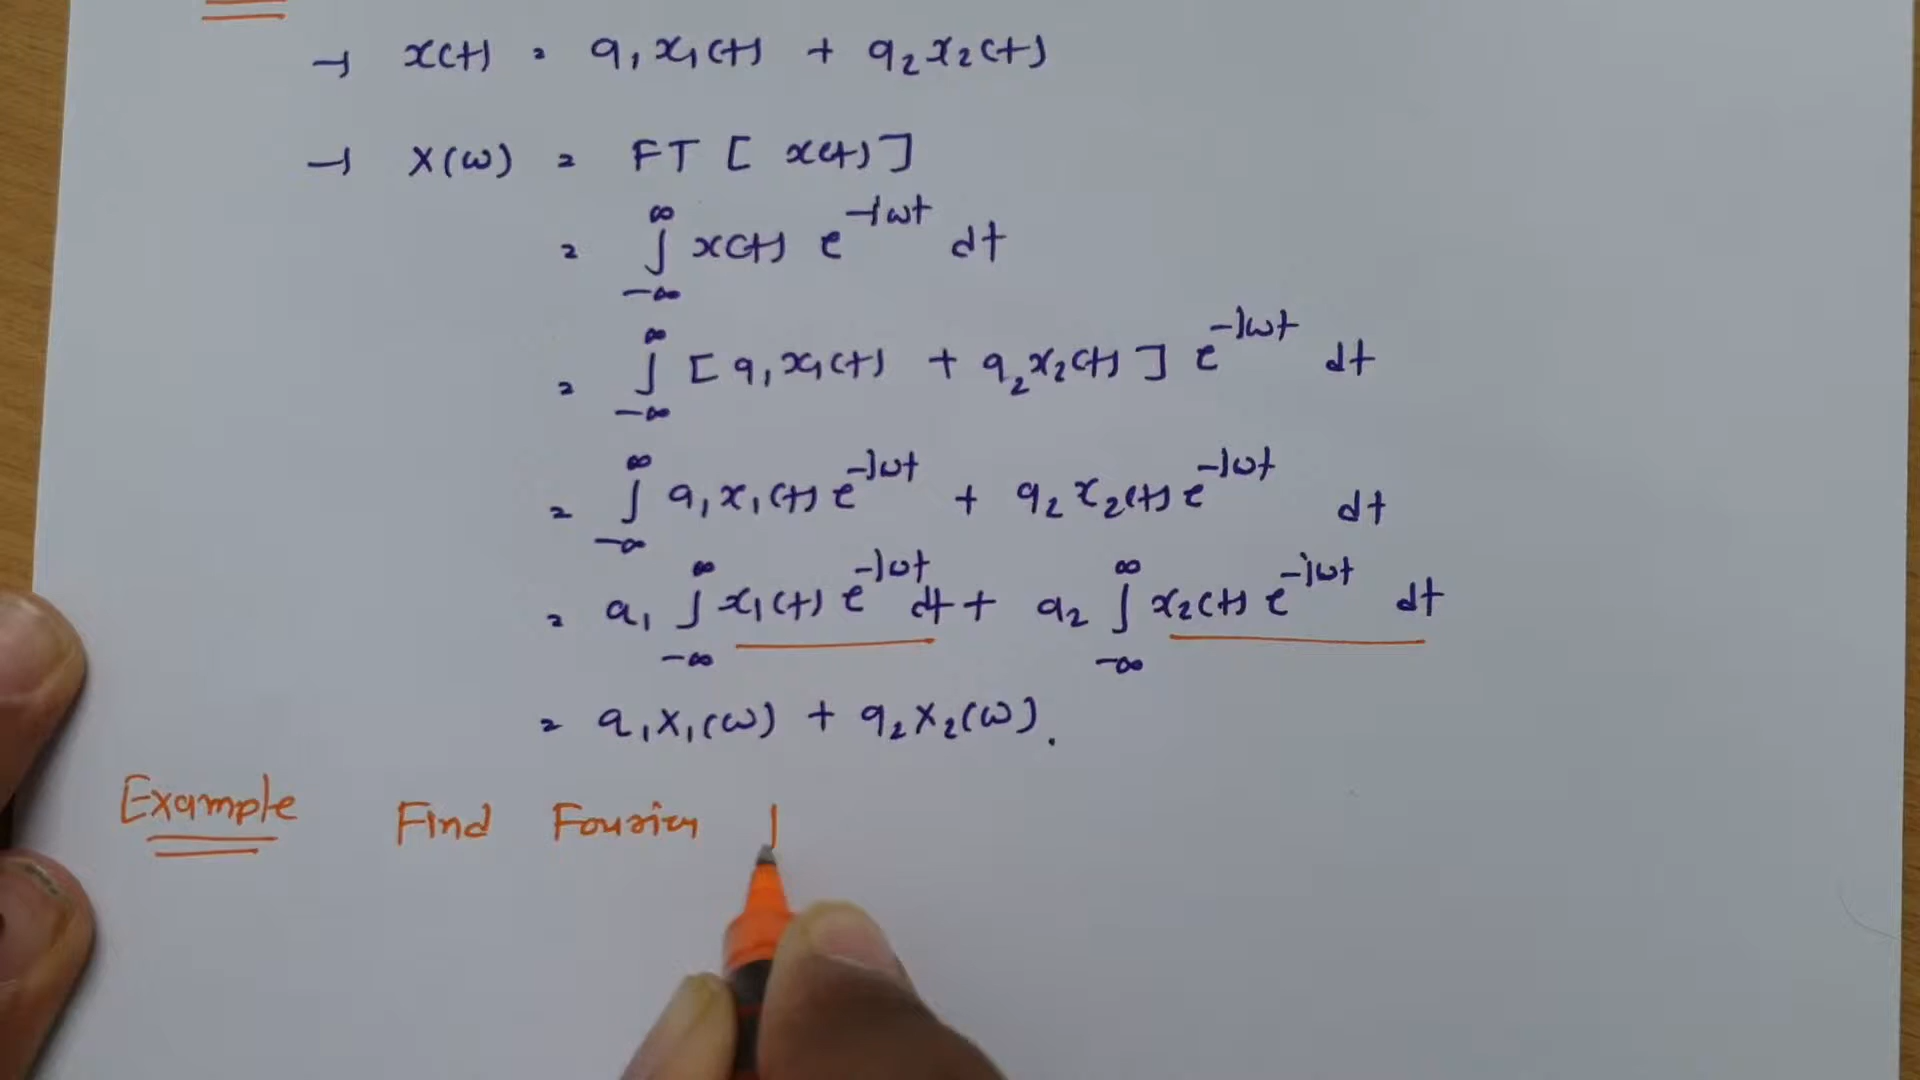 → x(t) = a₁x₁(t) + a₂x₂(t)
→ X(ω) = FT [ x(t) ]
= ∫_{-∞}^{∞} x(t) e^{-jωt} dt
= ∫_{-∞}^{∞} [ a₁x₁(t) + a₂x₂(t) ] e^{-jωt} dt
= ∫_{-∞}^{∞} a₁x₁(t) e^{-jωt} + a₂x₂(t) e^{-jωt} dt
= a₁ ∫_{-∞}^{∞} x₁(t) e^{-jωt} dt + a₂ ∫_{-∞}^{∞} x₂(t) e^{-jωt} dt
= a₁X₁(ω) + a₂X₂(ω).
Example Find Fourier